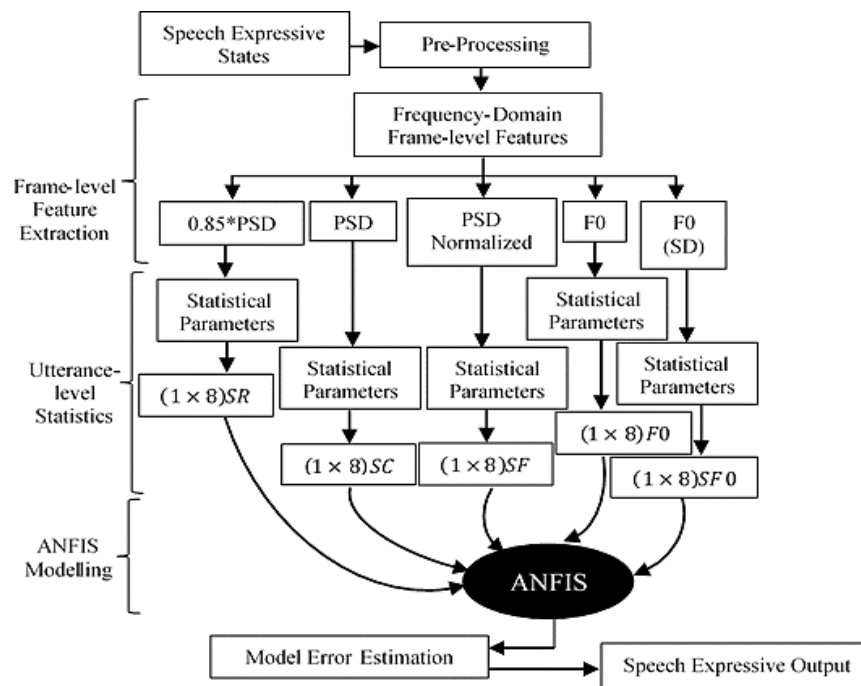 Speech Expressive
States
Pre-Processing
Frequency-Domain
Frame-level Features
Frame-level
Feature
Extraction
0.85*PSD
PSD
PSD
Normalized
F0
F0
(SD)
Utterance-
level
Statistics
Statistical
Parameters
Statistical
Parameters
Statistical
Parameters
Statistical
Parameters
Statistical
Parameters
(1 × 8)SR
(1 × 8)SC
(1 × 8)SF
(1 × 8)F0
(1 × 8)SF0
ANFIS
Modelling
ANFIS
Model Error Estimation
Speech Expressive Output